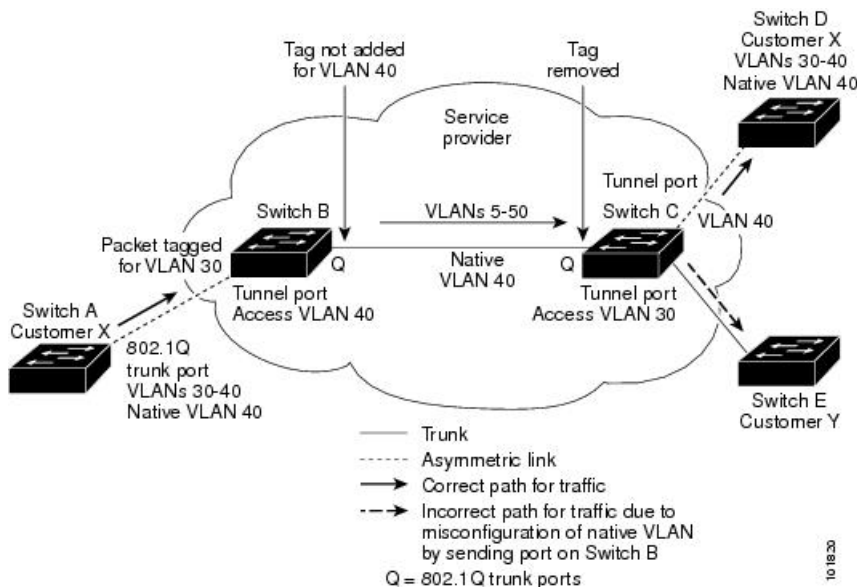 Tag not added
for VLAN 40
Tag
removed
Switch D
Customer X
VLANs 30-40
Native VLAN 40
Service
provider
Tunnel port
Switch B
VLANs 5-50
Switch C
VLAN 40
Packet tagged
for VLAN 30
Q
Native
VLAN 40
Q
Switch A
Customer X
Tunnel port
Access VLAN 40
Tunnel port
Access VLAN 30
802.1Q
trunk port
VLANs 30-40
Native VLAN 40
Switch E
Customer Y
Trunk
Asymmetric link
Correct path for traffic
Incorrect path for traffic due to
misconfiguration of native VLAN
by sending port on Switch B
Q = 802.1Q trunk ports
101820